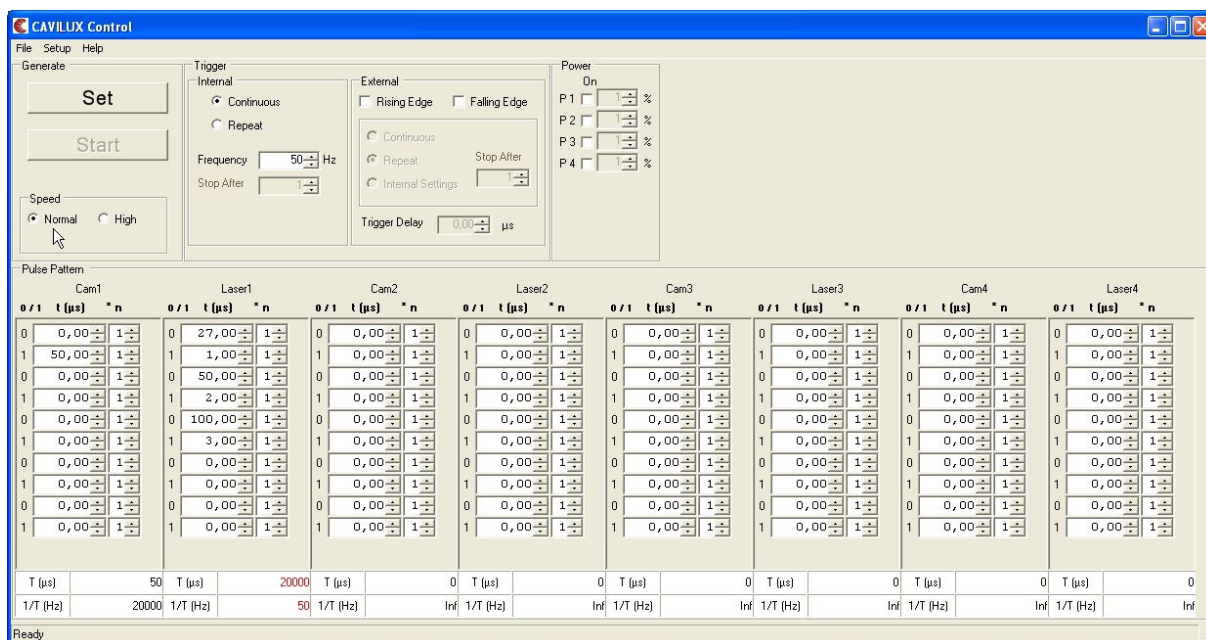 CAVILUX Control
File Setup Help
Generate
Set
Start
Speed
Normal High
Trigger
Internal
Continuous
Repeat
Frequency 50 Hz
Stop After 1
External
Rising Edge Falling Edge
Continuous
Repeat Stop After
Internal Settings 1
Trigger Delay 0,00 µs
Power
On
P 1 1 %
P 2 1 %
P 3 1 %
P 4 1 %
Pulse Pattern
Cam1 Laser1 Cam2 Laser2 Cam3 Laser3 Cam4 Laser4
0 / 1 t (µs) * n 0 / 1 t (µs) * n 0 / 1 t (µs) * n 0 / 1 t (µs) * n 0 / 1 t (µs) * n 0 / 1 t (µs) * n 0 / 1 t (µs) * n 0 / 1 t (µs) * n
0 0,00 1 0 27,00 1 0 0,00 1 0 0,00 1 0 0,00 1 0 0,00 1 0 0,00 1 0 0,00 1
1 50,00 1 1 1,00 1 1 0,00 1 1 0,00 1 1 0,00 1 1 0,00 1 1 0,00 1 1 0,00 1
0 0,00 1 0 50,00 1 0 0,00 1 0 0,00 1 0 0,00 1 0 0,00 1 0 0,00 1 0 0,00 1
1 0,00 1 1 2,00 1 1 0,00 1 1 0,00 1 1 0,00 1 1 0,00 1 1 0,00 1 1 0,00 1
0 0,00 1 0 100,00 1 0 0,00 1 0 0,00 1 0 0,00 1 0 0,00 1 0 0,00 1 0 0,00 1
1 0,00 1 1 3,00 1 1 0,00 1 1 0,00 1 1 0,00 1 1 0,00 1 1 0,00 1 1 0,00 1
0 0,00 1 0 0,00 1 0 0,00 1 0 0,00 1 0 0,00 1 0 0,00 1 0 0,00 1 0 0,00 1
1 0,00 1 1 0,00 1 1 0,00 1 1 0,00 1 1 0,00 1 1 0,00 1 1 0,00 1 1 0,00 1
0 0,00 1 0 0,00 1 0 0,00 1 0 0,00 1 0 0,00 1 0 0,00 1 0 0,00 1 0 0,00 1
1 0,00 1 1 0,00 1 1 0,00 1 1 0,00 1 1 0,00 1 1 0,00 1 1 0,00 1 1 0,00 1
T (µs) 50 T (µs) 20000 T (µs) 0 T (µs) 0 T (µs) 0 T (µs) 0 T (µs) 0 T (µs) 0
1/T (Hz) 20000 1/T (Hz) 50 1/T (Hz) Inf 1/T (Hz) Inf 1/T (Hz) Inf 1/T (Hz) Inf 1/T (Hz) Inf 1/T (Hz) Inf
Ready